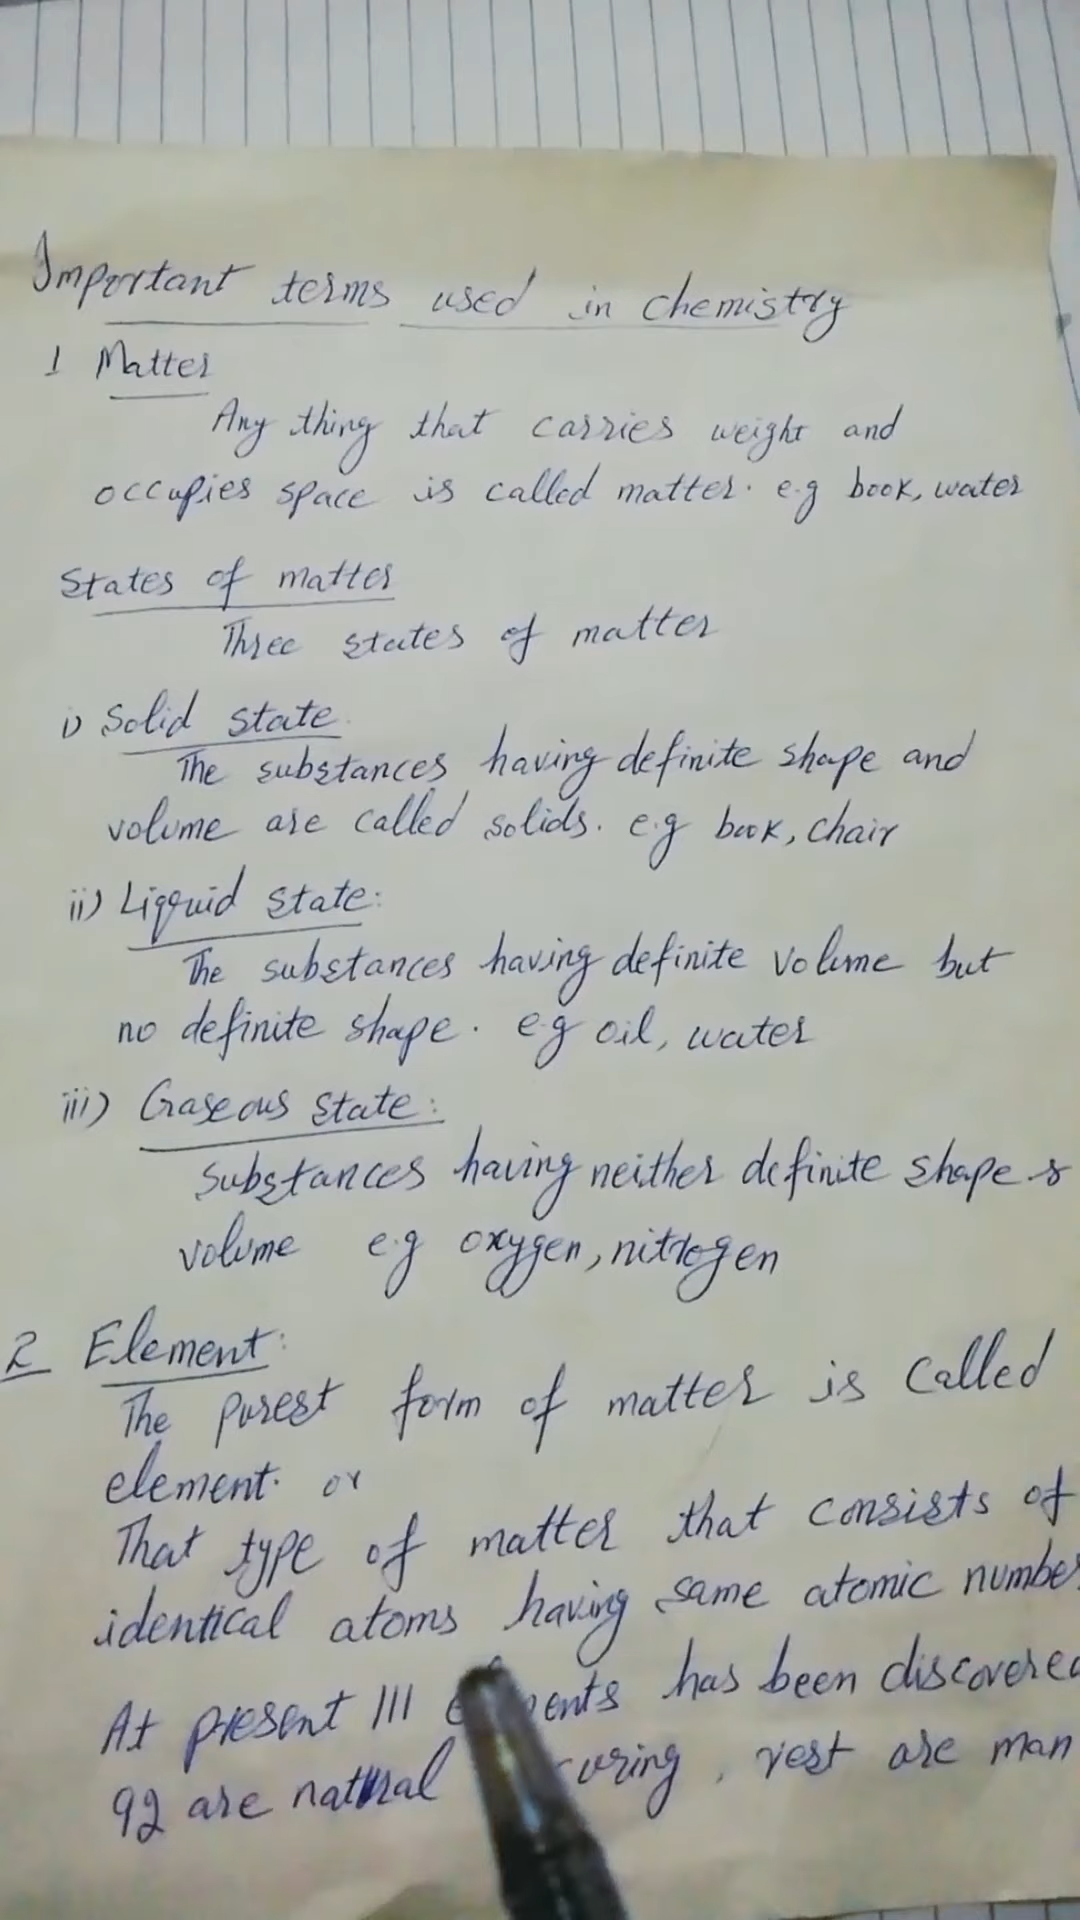 Important terms used in chemistry
1 Matter
Any thing that carries weight and
occupies space is called matter. e.g book, water
States of matter
Three states of matter
i) Solid state
The substances having definite shape and
volume are called solids. e.g book, chair
ii) Liquid state:
The substances having definite volume but
no definite shape. e.g oil, water
iii) Gaseous state:
Substances having neither definite shape &
volume e.g oxygen, nitrogen
2 Element:
The purest form of matter is called
element. or
That type of matter that consists of
identical atoms having same atomic number
At present 111 has been discovered
92 are natural , rest are man